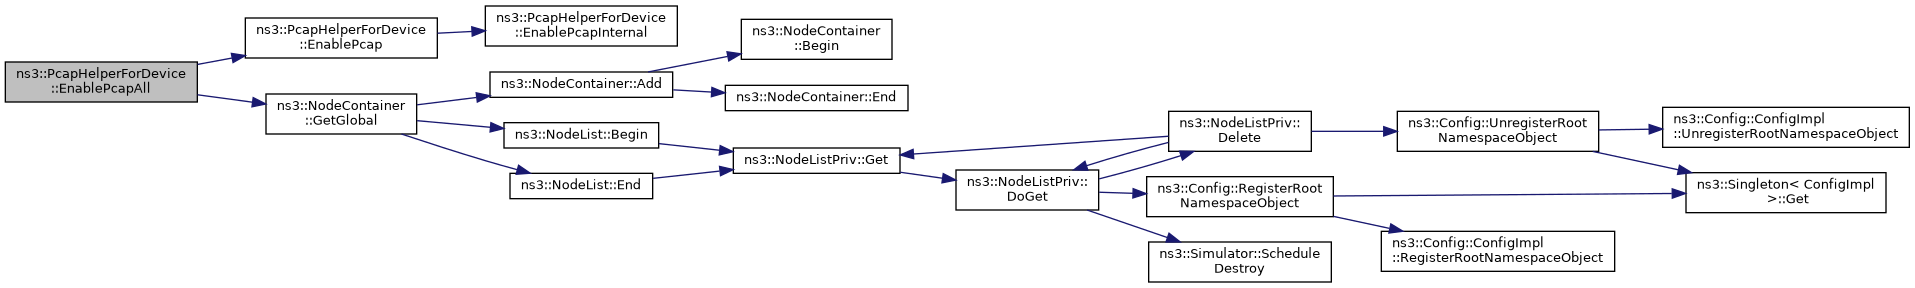 ns3::PcapHelperForDevice
::EnablePcapAll
ns3::PcapHelperForDevice
::EnablePcap
ns3::PcapHelperForDevice
::EnablePcapInternal
ns3::NodeContainer
::GetGlobal
ns3::NodeContainer::Add
ns3::NodeContainer
::Begin
ns3::NodeContainer::End
ns3::NodeList::Begin
ns3::NodeList::End
ns3::NodeListPriv::Get
ns3::NodeListPriv::
DoGet
ns3::NodeListPriv::
Delete
ns3::Config::UnregisterRoot
NamespaceObject
ns3::Config::ConfigImpl
::UnregisterRootNamespaceObject
ns3::Singleton< ConfigImpl
>::Get
ns3::Config::RegisterRoot
NamespaceObject
ns3::Config::ConfigImpl
::RegisterRootNamespaceObject
ns3::Simulator::Schedule
Destroy